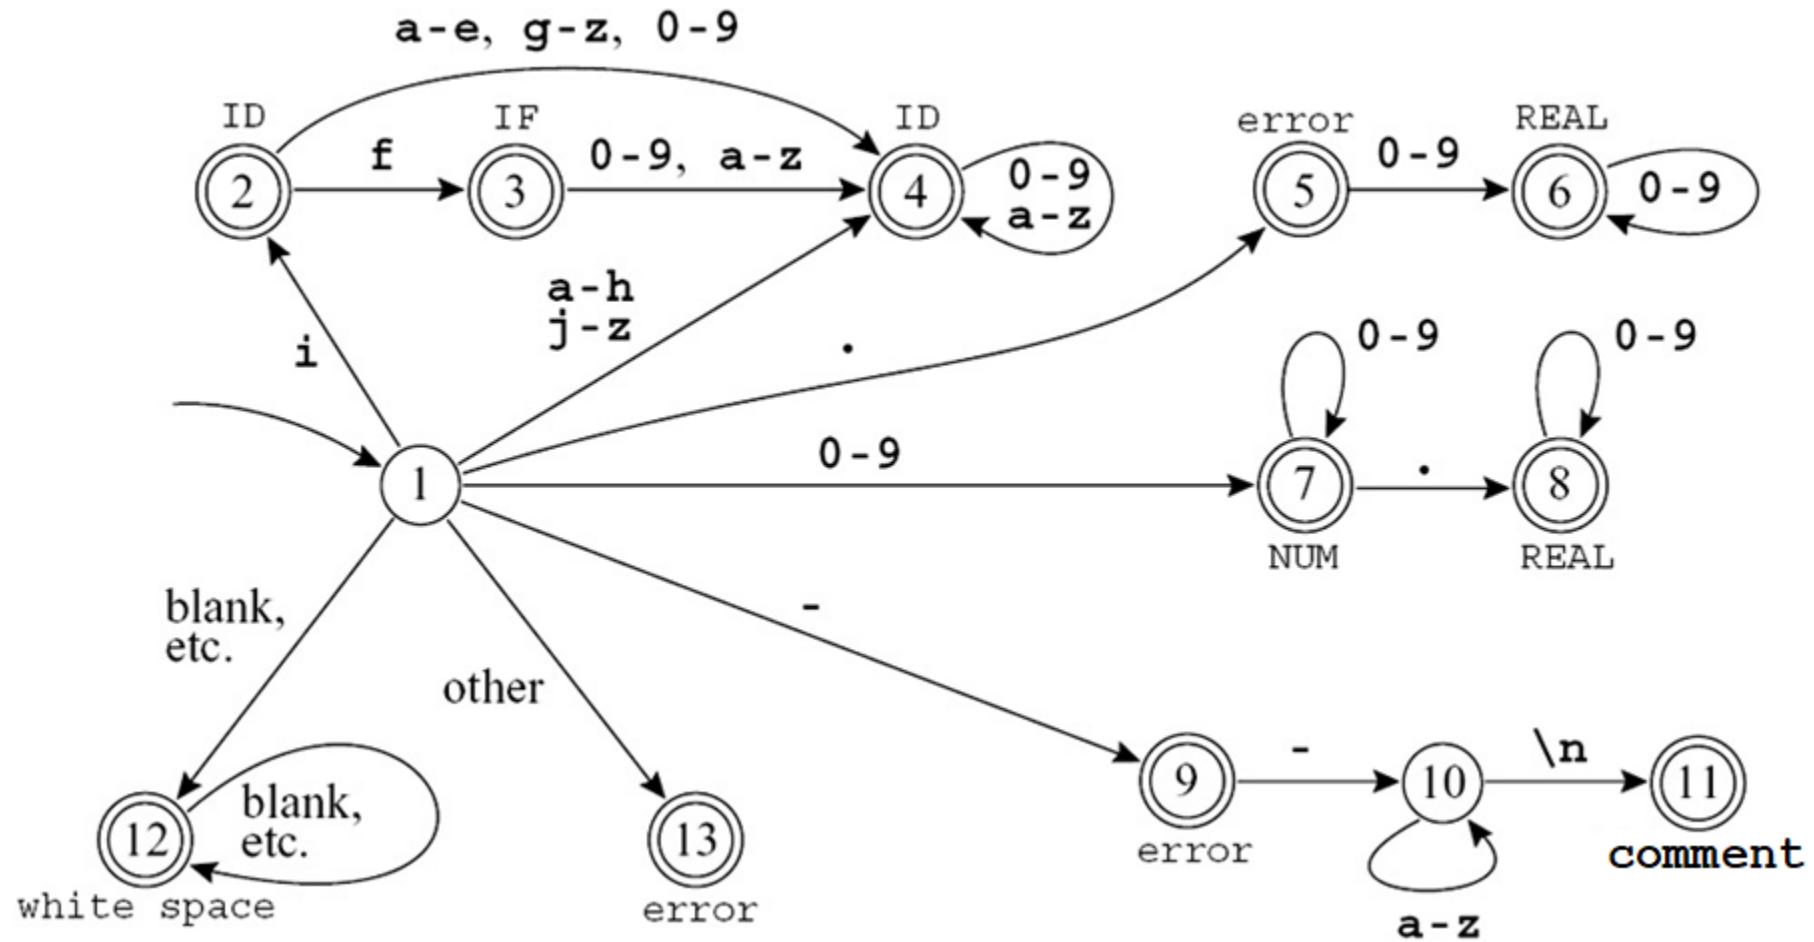 a-e, g-z, 0-9
ID
IF
ID
error
REAL
2
f
3
0-9, a-z
4
0-9
a-z
5
0-9
6
0-9
i
a-h
j-z
.
0-9
0-9
1
0-9
7
.
8
NUM
REAL
blank,
etc.
other
-
9
-
10
\n
11
12
blank,
etc.
13
error
comment
white space
error
a-z